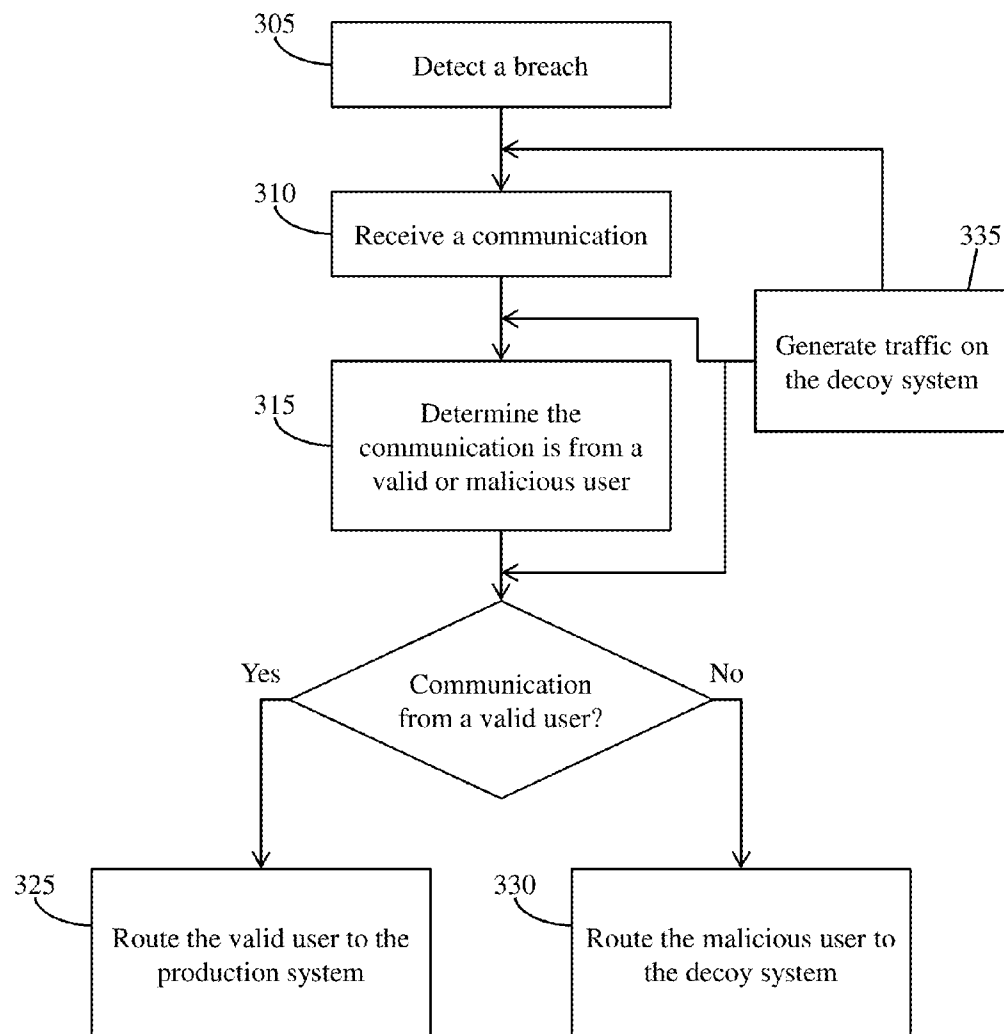 305
Detect a breach
310
Receive a communication
335
Generate traffic on
the decoy system
315
Determine the
communication is from a
valid or malicious user
Yes
No
Communication
from a valid user?
325
Route the valid user to the
production system
330
Route the malicious user to
the decoy system